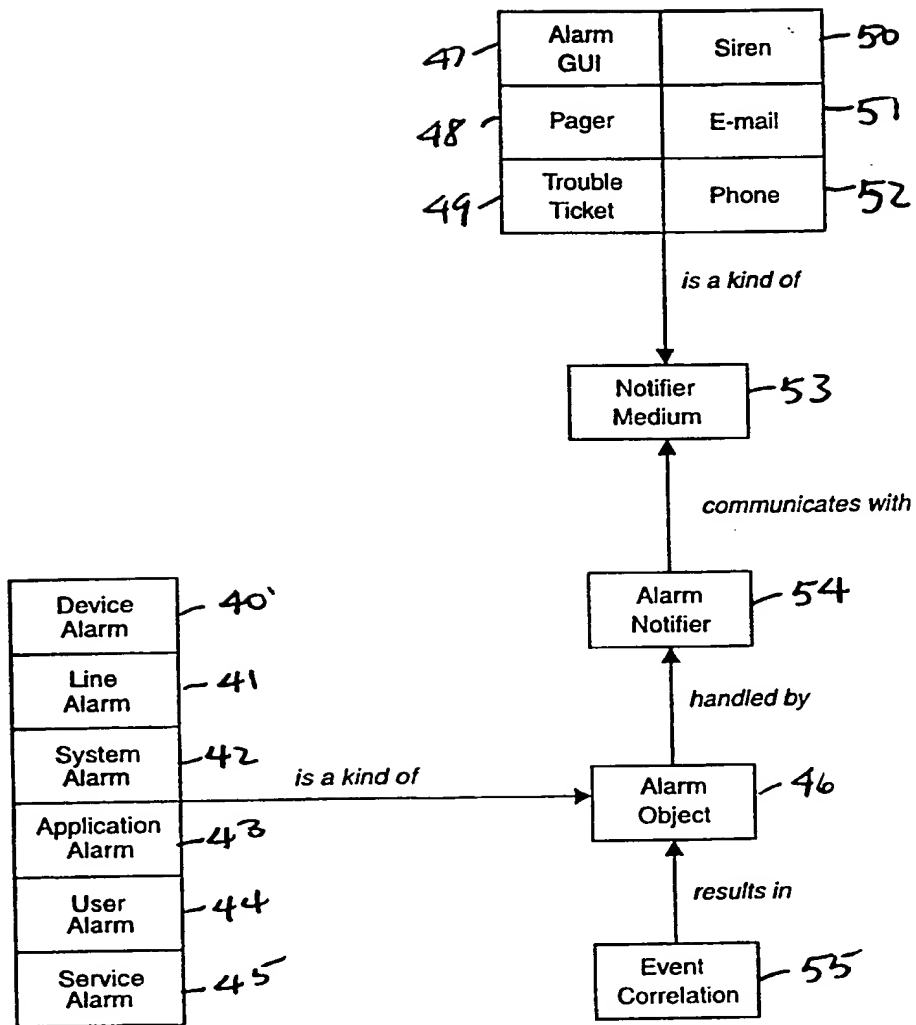 47
Alarm
GUI
Siren
50
48
Pager
E-mail
51
49
Trouble
Ticket
Phone
52
is a kind of
Notifier
Medium
53
communicates with
Device
Alarm
40
Alarm
Notifier
54
Line
Alarm
41
handled by
System
Alarm
42
is a kind of
Alarm
Object
46
Application
Alarm
43
results in
User
Alarm
44
Service
Alarm
45
Event
Correlation
55